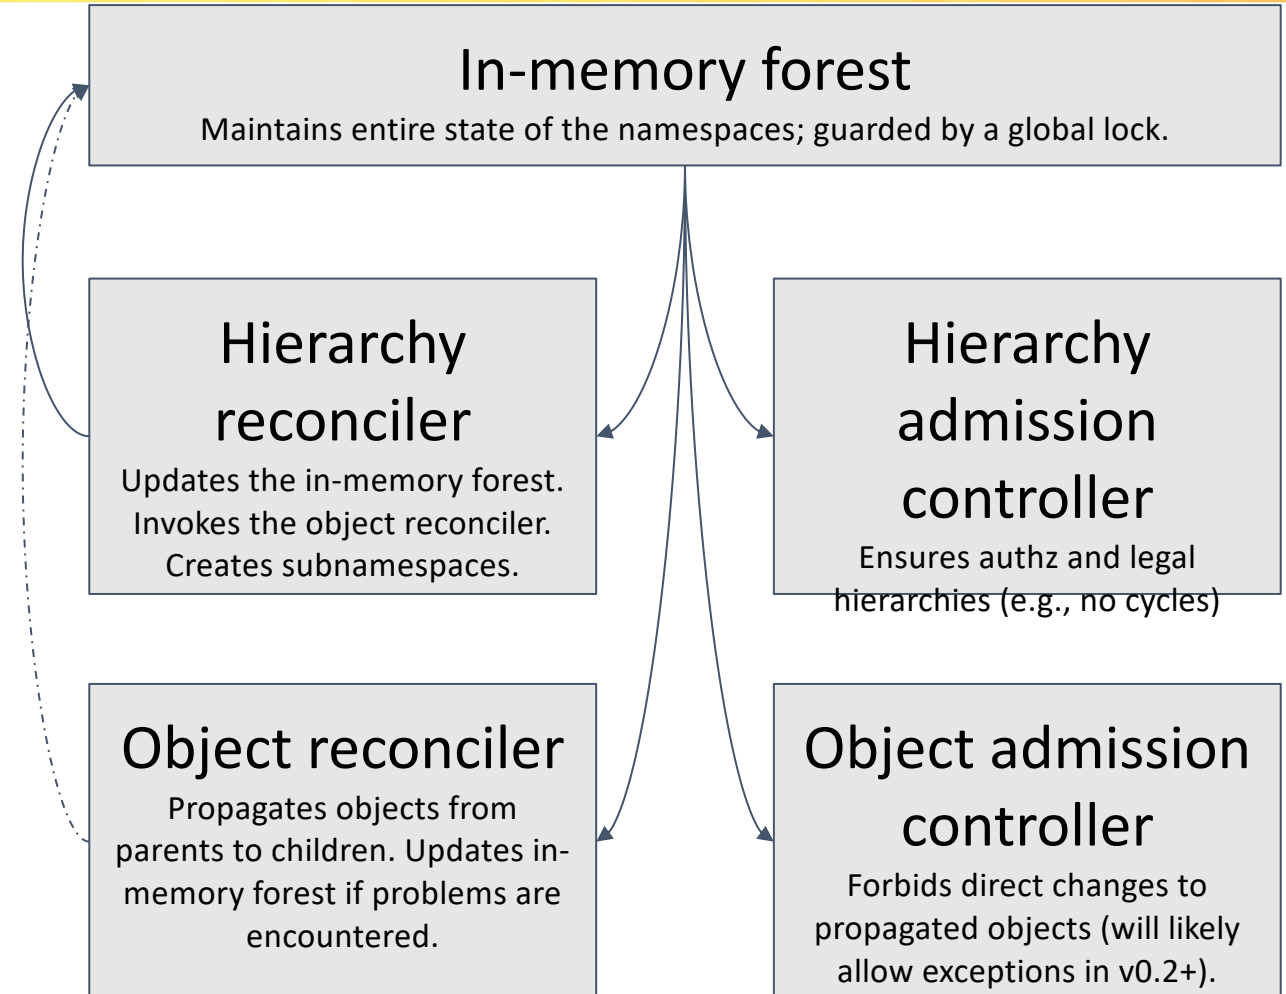 In-memory forest
Maintains entire state of the namespaces; guarded by a global lock.
Hierarchy
reconciler
Updates the in-memory forest.
Invokes the object reconciler.
Creates subnamespaces.
Hierarchy
admission
controller
Ensures authz and legal
hierarchies (e.g., no cycles)
Object reconciler
Propagates objects from
parents to children. Updates in-
memory forest if problems are
encountered.
Object admission
controller
Forbids direct changes to
propagated objects (will likely
allow exceptions in v0.2+).